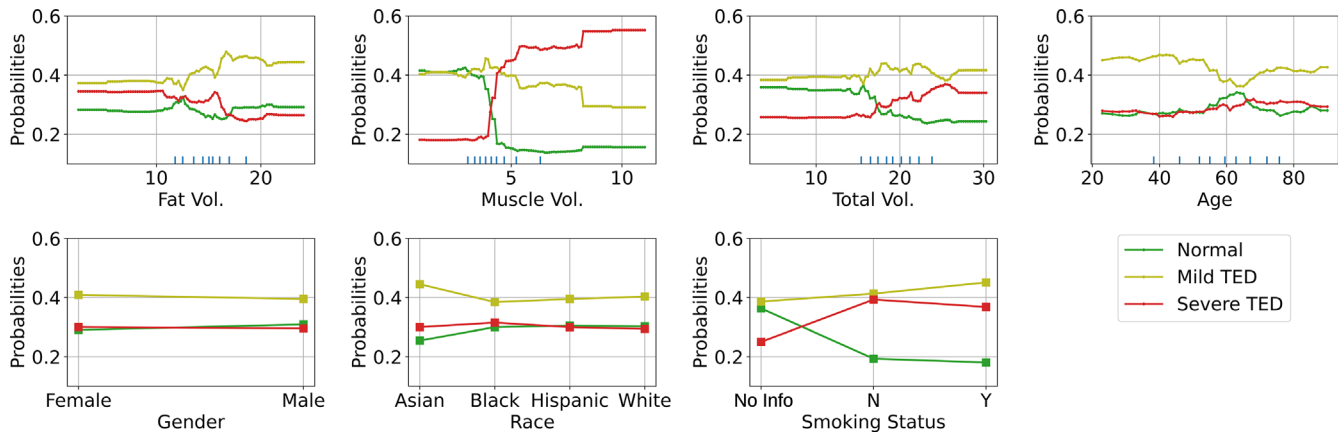 Probabilities
0.6
0.4
0.2
10
20
Fat Vol.
Probabilities
0.6
0.4
0.2
5
10
Muscle Vol.
Probabilities
0.6
0.4
0.2
10
20
30
Total Vol.
Probabilities
0.6
0.4
0.2
20
40
60
80
Age
Probabilities
0.6
0.4
0.2
Female
Male
Gender
Probabilities
0.6
0.4
0.2
Asian
Black
Hispanic
White
Race
Probabilities
0.6
0.4
0.2
No Info
N
Y
Smoking Status
Normal
Mild TED
Severe TED